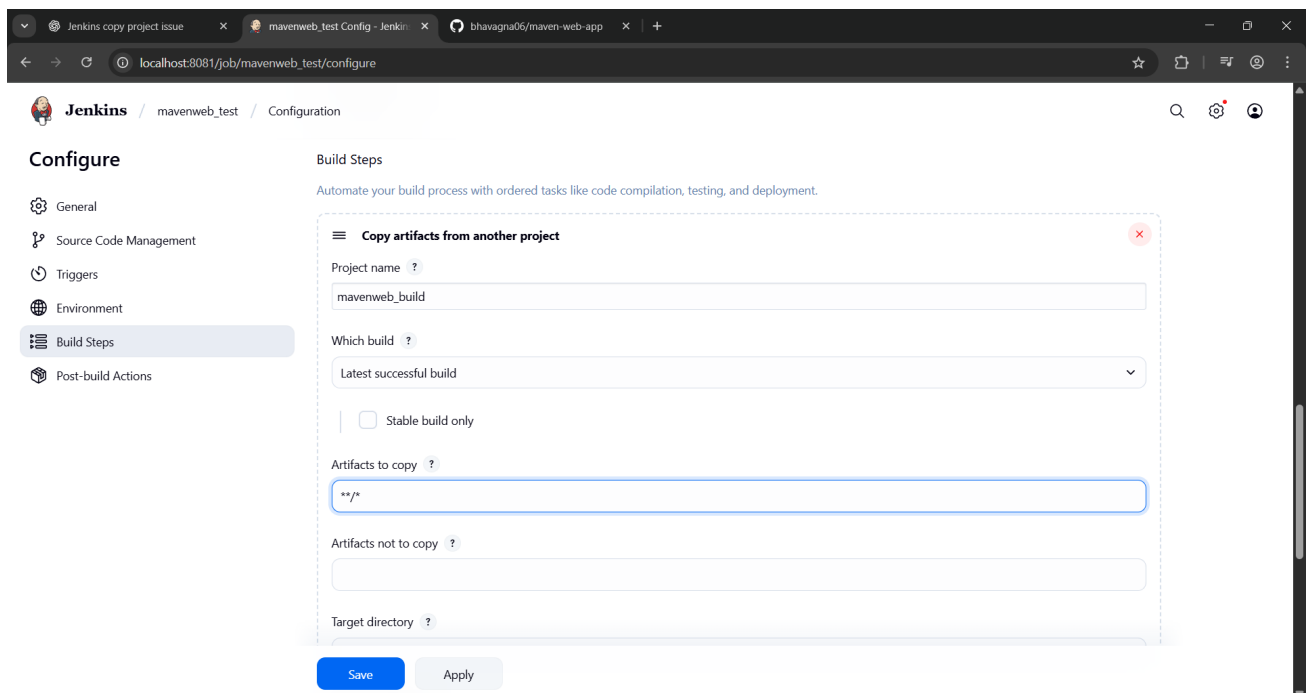 Jenkins copy project issue
mavenweb_test Config - Jenkin
bhavagna06/maven-web-app
localhost:8081/job/mavenweb_test/configure
Jenkins / mavenweb_test / Configuration
Configure
General
Source Code Management
Triggers
Environment
Build Steps
Post-build Actions
Build Steps
Automate your build process with ordered tasks like code compilation, testing, and deployment.
Copy artifacts from another project
Project name ?
mavenweb_build
Which build ?
Latest successful build
Stable build only
Artifacts to copy ?
**/*
Artifacts not to copy ?
Target directory ?
Save Apply